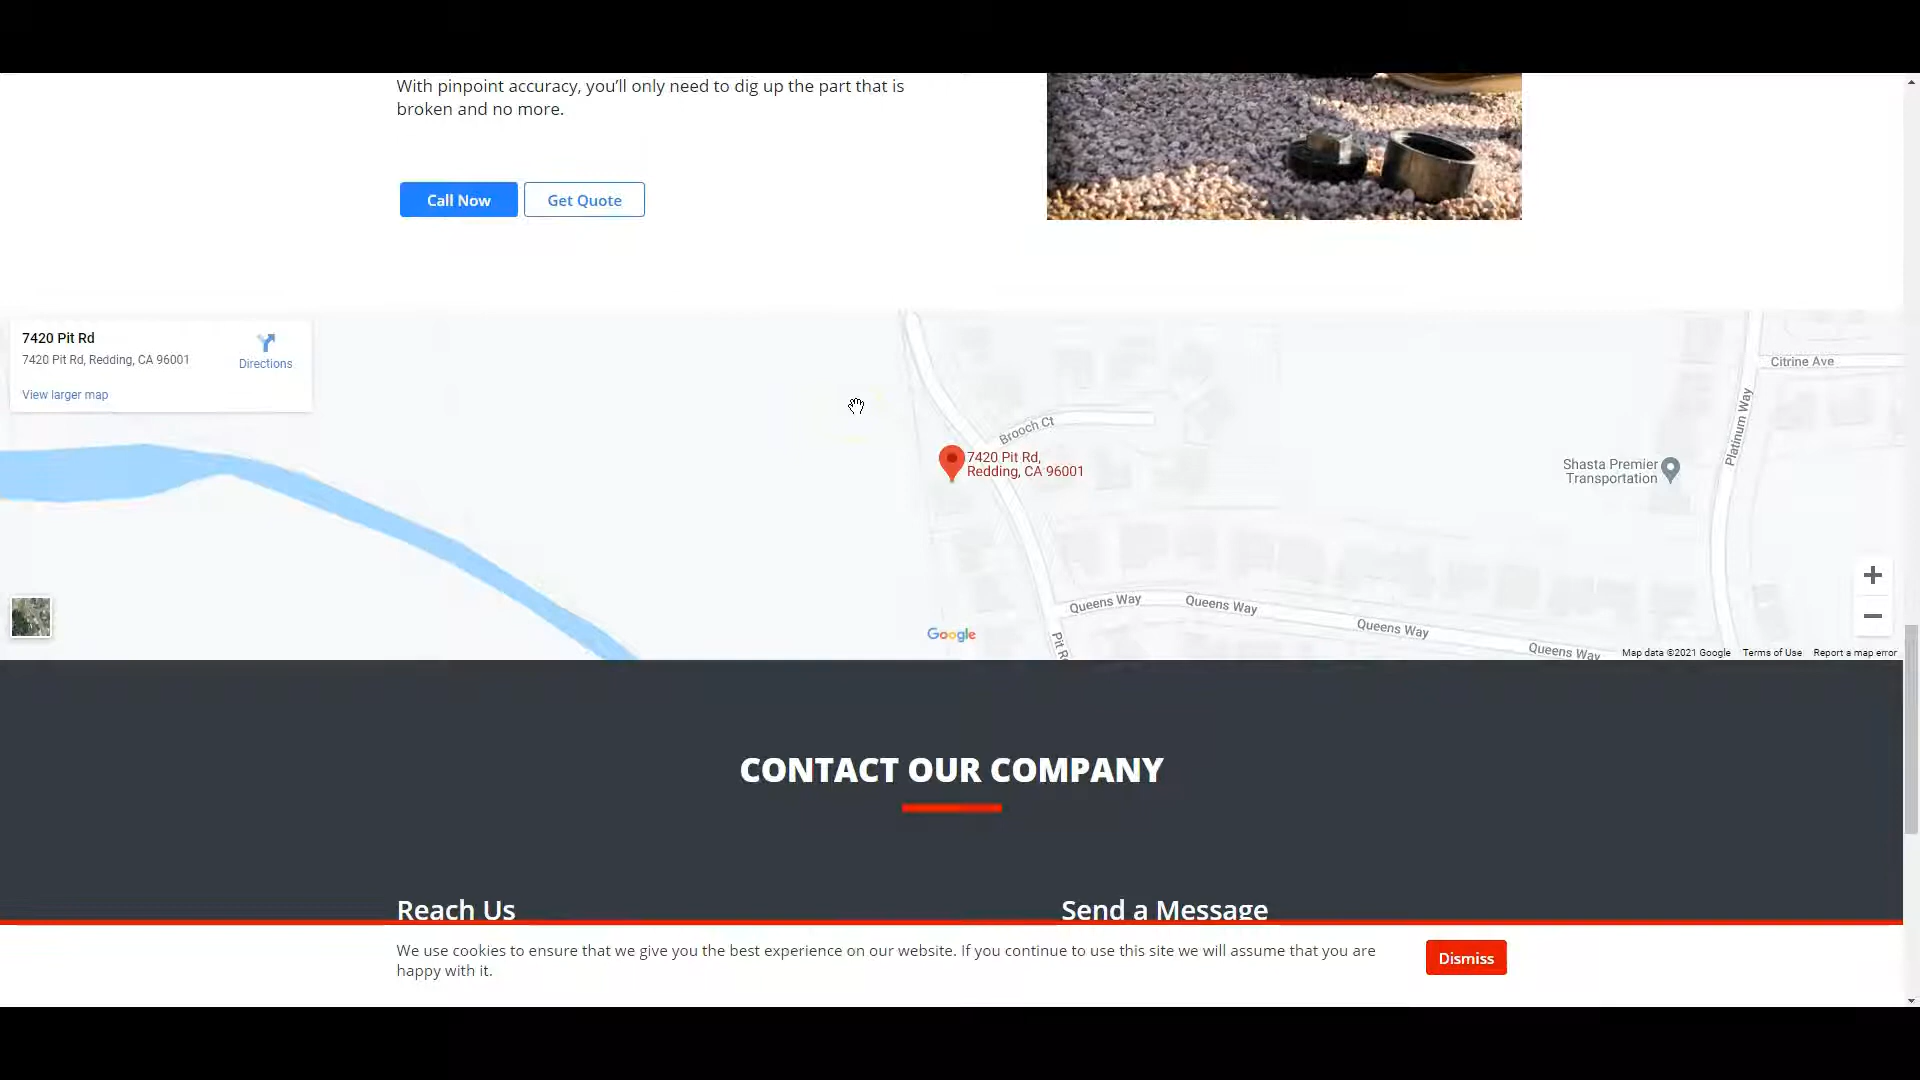 With pinpoint accuracy, you'll only need to dig up the part that is
broken and no more.
Call Now
Get Quote
7420 Pit Rd
7420 Pit Rd, Redding, CA 96001
Directions
View larger map
Citrine Ave
Platinum Way
Brooch Ct
7420 Pit Rd,
Redding, CA 96001
Shasta Premier
Transportation
Queens Way
Queens Way
Queens Way
Queens Way
Pit R
Google
Map data ©2021 Google
Terms of Use
Report a map error
CONTACT OUR COMPANY
Reach Us
Send a Message
We use cookies to ensure that we give you the best experience on our website. If you continue to use this site we will assume that you are
happy with it.
Dismiss